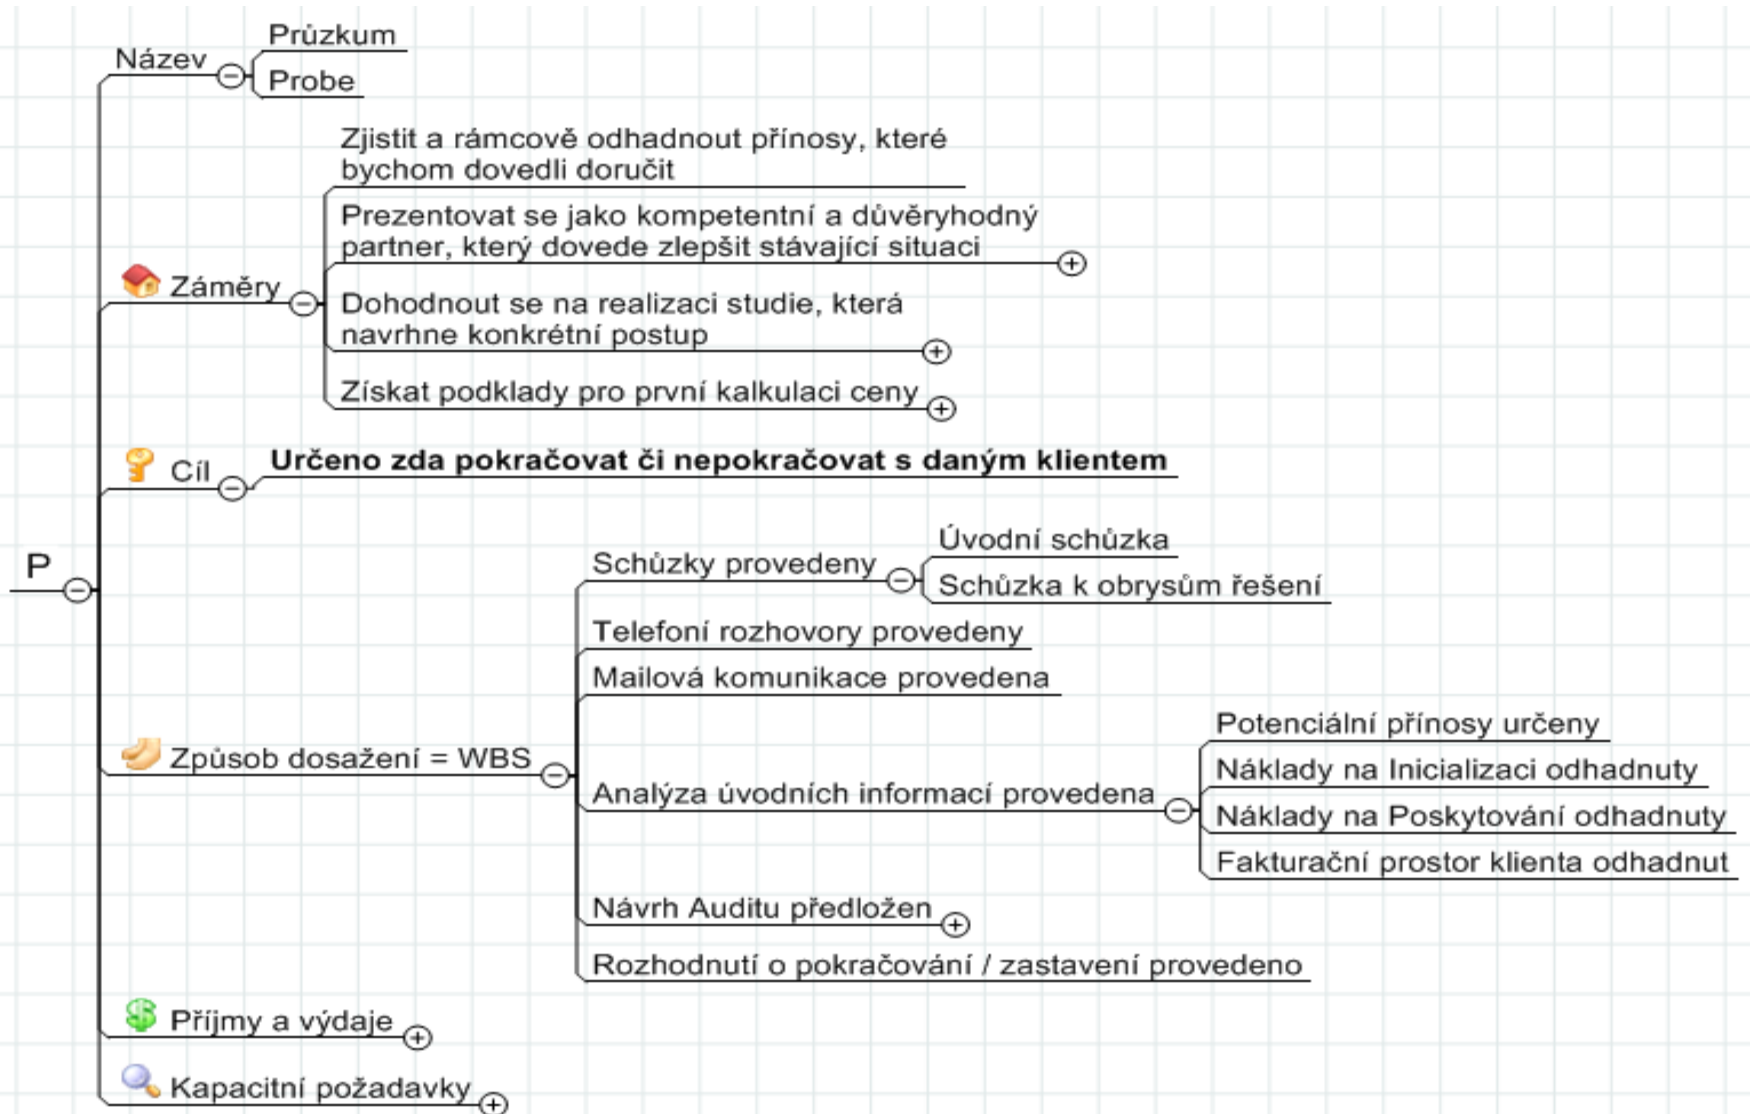 Název
Průzkum
Probe
Záměry
Zjistit a rámcově odhadnout přínosy, které
bychom dovedli doručit
Prezentovat se jako kompetentní a důvěryhodný
partner, který dovede zlepšit stávající situaci
Dohodnout se na realizaci studie, která
navrhne konkrétní postup
Získat podklady pro první kalkulaci ceny
Cíl
Určeno zda pokračovat či nepokračovat s daným klientem
P
Způsob dosažení = WBS
Schůzky provedeny
Úvodní schůzka
Schůzka k obrysům řešení
Telefoní rozhovory provedeny
Mailová komunikace provedena
Analýza úvodních informací provedena
Potenciální přínosy určeny
Náklady na Inicializaci odhadnuty
Náklady na Poskytování odhadnuty
Fakturační prostor klienta odhadnut
Návrh Auditu předložen
Rozhodnutí o pokračování / zastavení provedeno
Příjmy a výdaje
Kapacitní požadavky